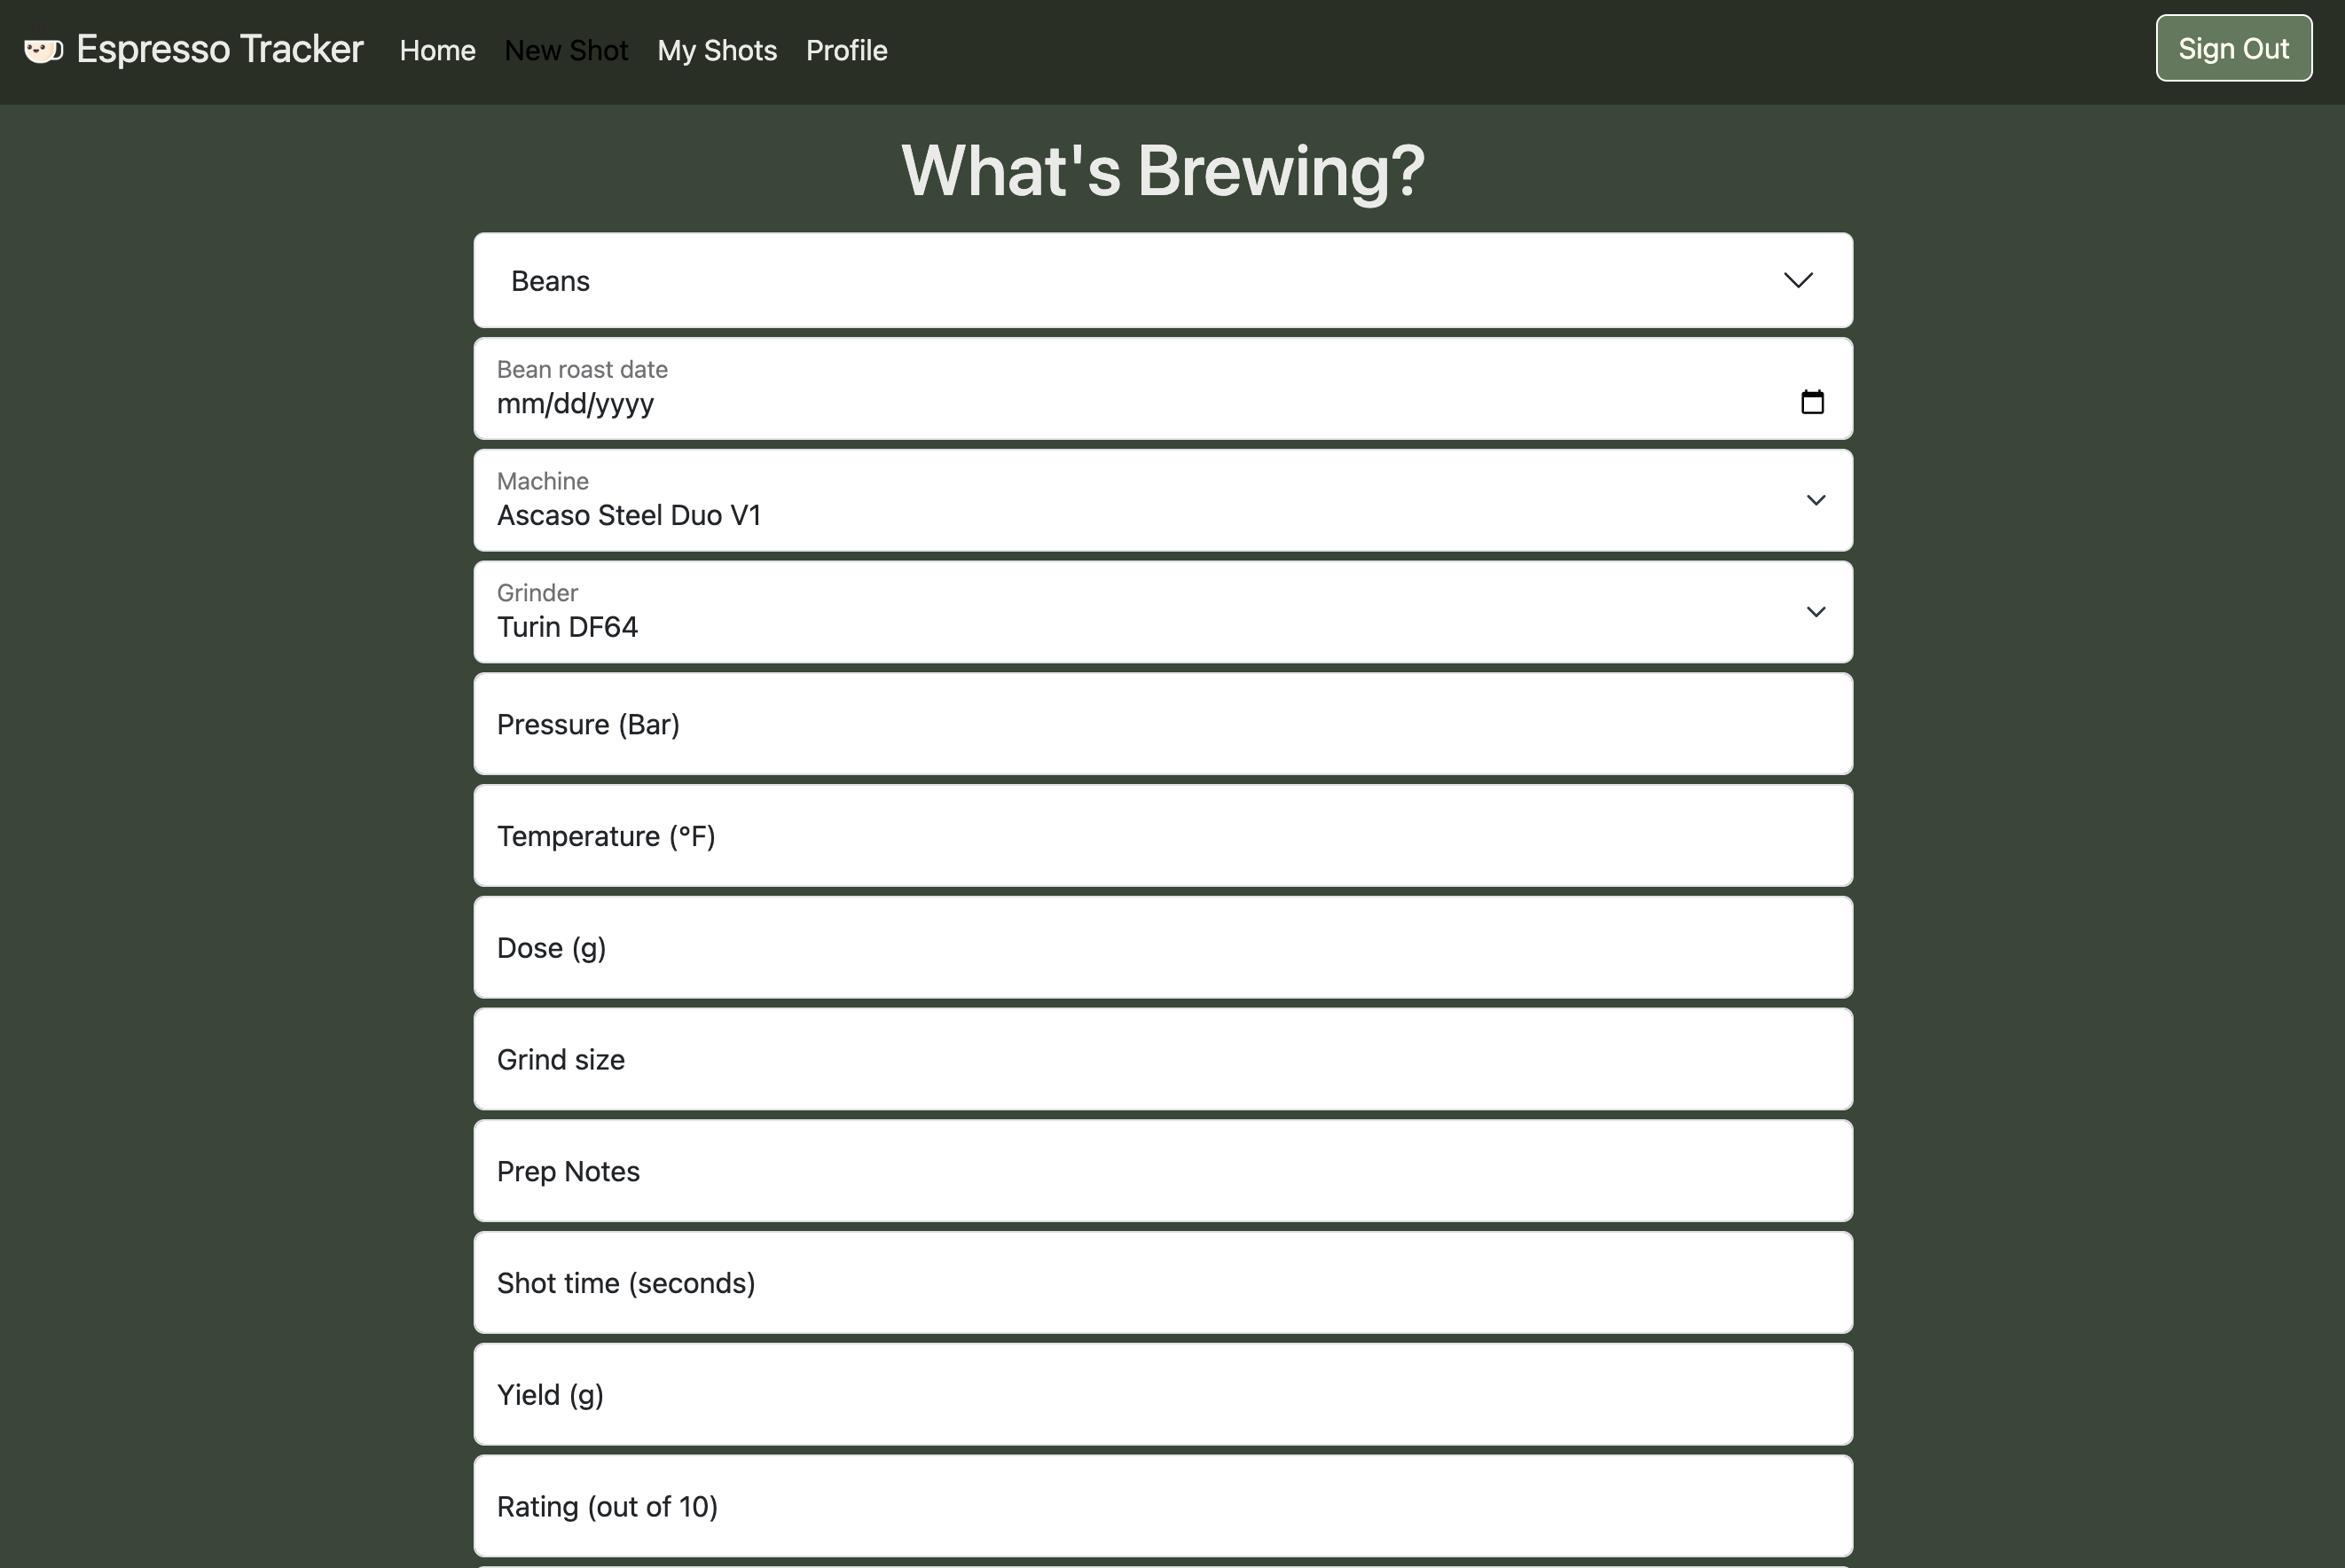 Espresso Tracker Home New Shot My Shots Profile Sign Out
What's Brewing?
Beans
Bean roast date
mm/dd/yyyy
Machine
Ascaso Steel Duo V1
Grinder
Turin DF64
Pressure (Bar)
Temperature (°F)
Dose (g)
Grind size
Prep Notes
Shot time (seconds)
Yield (g)
Rating (out of 10)